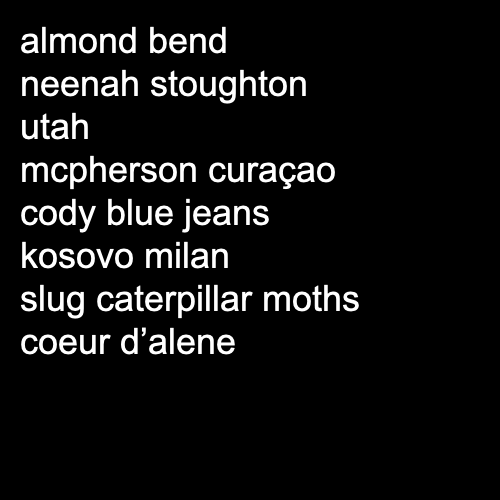 almond bend
neenah stoughton
utah
mcpherson curaçao
cody blue jeans
kosovo milan
slug caterpillar moths
coeur d’alene